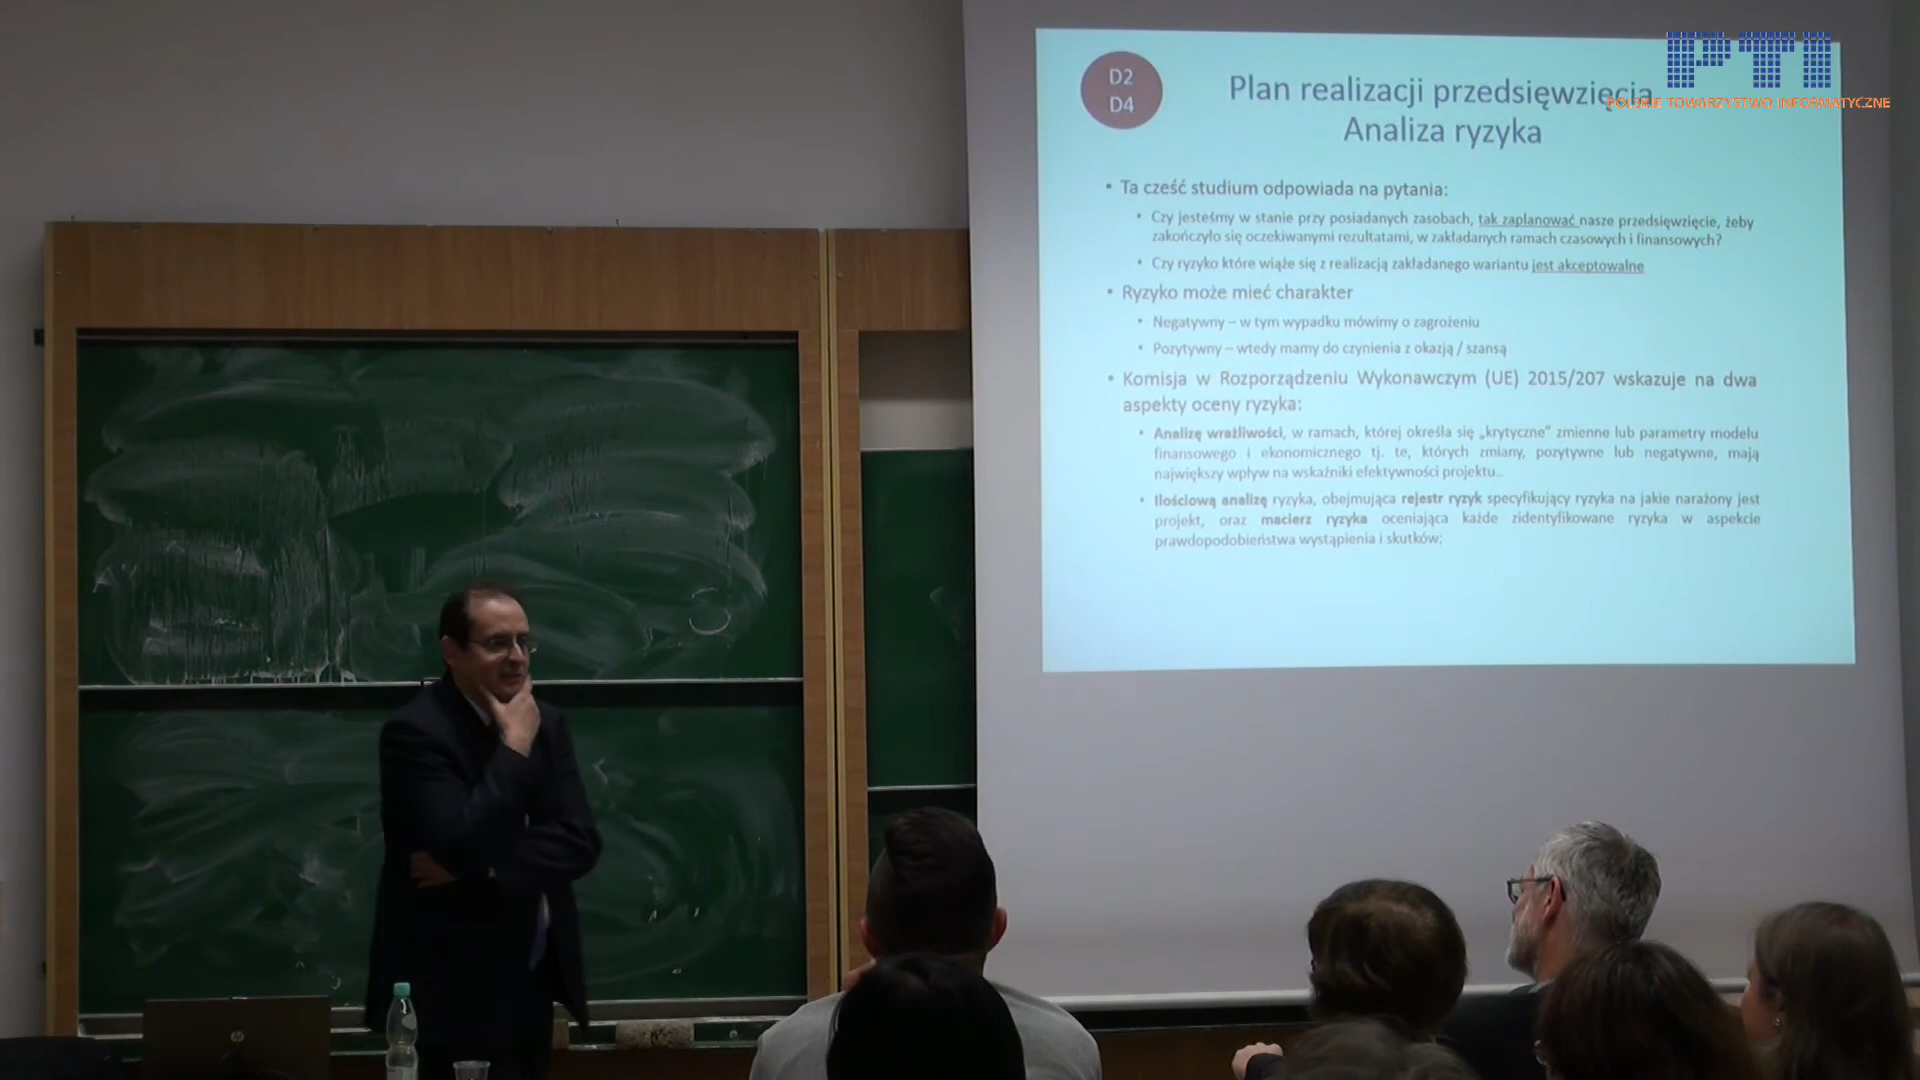 D2
D4
Plan realizacji przedsięwzięcia
Analiza ryzyka
PTI
POLSKIE TOWARZYSTWO INFORMATYCZNE
• Ta cześć studium odpowiada na pytania:
• Czy jesteśmy w stanie przy posiadanych zasobach, tak zaplanować nasze przedsięwzięcie, żeby
zakończyło się oczekiwanymi rezultatami, w zakładanych ramach czasowych i finansowych?
• Czy ryzyko które wiąże się z realizacją zakładanego wariantu jest akceptowalne
• Ryzyko może mieć charakter
• Negatywny – w tym wypadku mówimy o zagrożeniu
• Pozytywny – wtedy mamy do czynienia z okazją / szansą
• Komisja w Rozporządzeniu Wykonawczym (UE) 2015/207 wskazuje na dwa
aspekty oceny ryzyka:
• Analizę wrażliwości, w ramach, której określa się „krytyczne” zmienne lub parametry modelu
finansowego i ekonomicznego tj. te, których zmiany, pozytywne lub negatywne, mają
największy wpływ na wskaźniki efektywności projektu..
• Ilościową analizę ryzyka, obejmująca rejestr ryzyk specyfikujący ryzyka na jakie narażony jest
projekt, oraz macierz ryzyka oceniająca każde zidentyfikowane ryzyka w aspekcie
prawdopodobieństwa wystąpienia i skutków;
hp